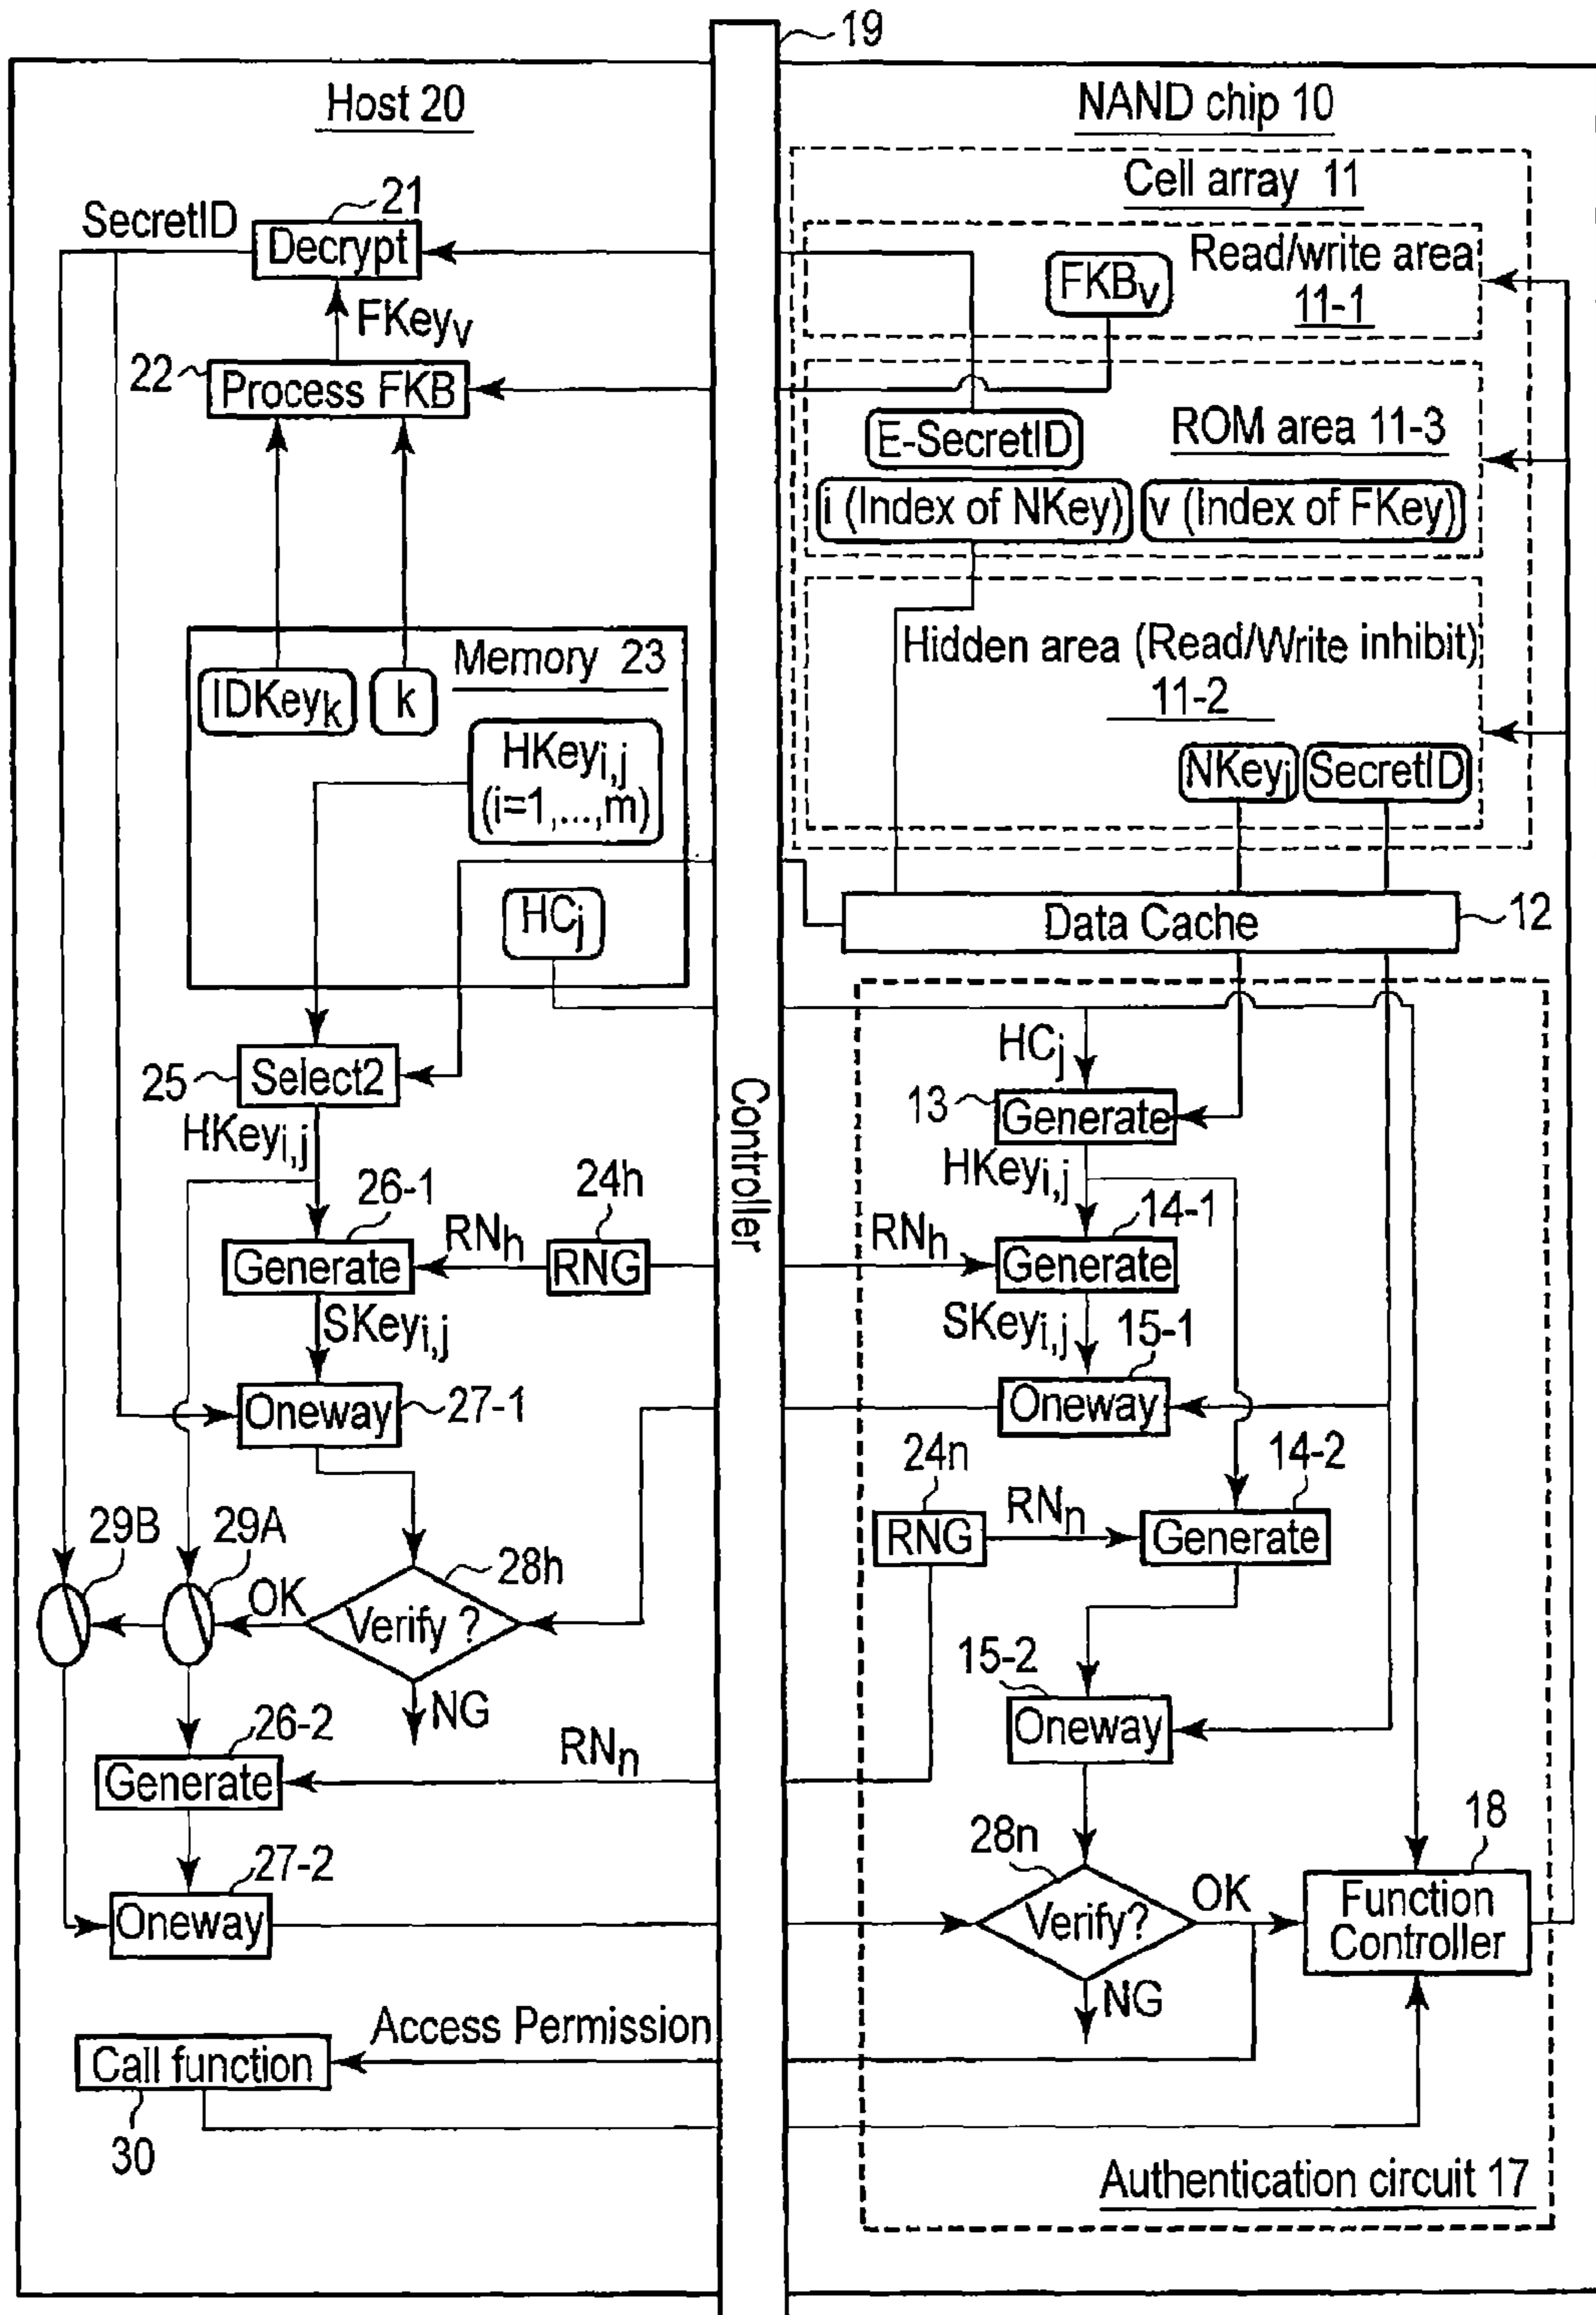 19
Host 20
NAND chip 10
Cell array 11
SecretID
21
Decrypt
Read/write area
11-1
FKBv
FKeyv
22
Process FKB
ROM area 11-3
E-SecretID
i (Index of NKey)
v (Index of FKey)
Memory 23
Hidden area (Read/Write inhibit)
11-2
IDKeyk
k
HKeyi,j
(i=1,...,m)
NKeyi
SecretID
HCj
Data Cache
12
25
Select2
HCj
13
Generate
Controller
HKeyi,j
HKeyi,j
26-1
24h
14-1
Generate
RNh
RNG
RNh
Generate
SKeyi,j
SKeyi,j
15-1
Oneway
27-1
Oneway
24n
14-2
29B
29A
28h
RNG
RNn
Generate
OK
Verify ?
15-2
NG
Oneway
26-2
RNn
Generate
18
28n
27-2
OK
Function
Controller
Oneway
Verify?
NG
Access Permission
Call function
30
Authentication circuit 17